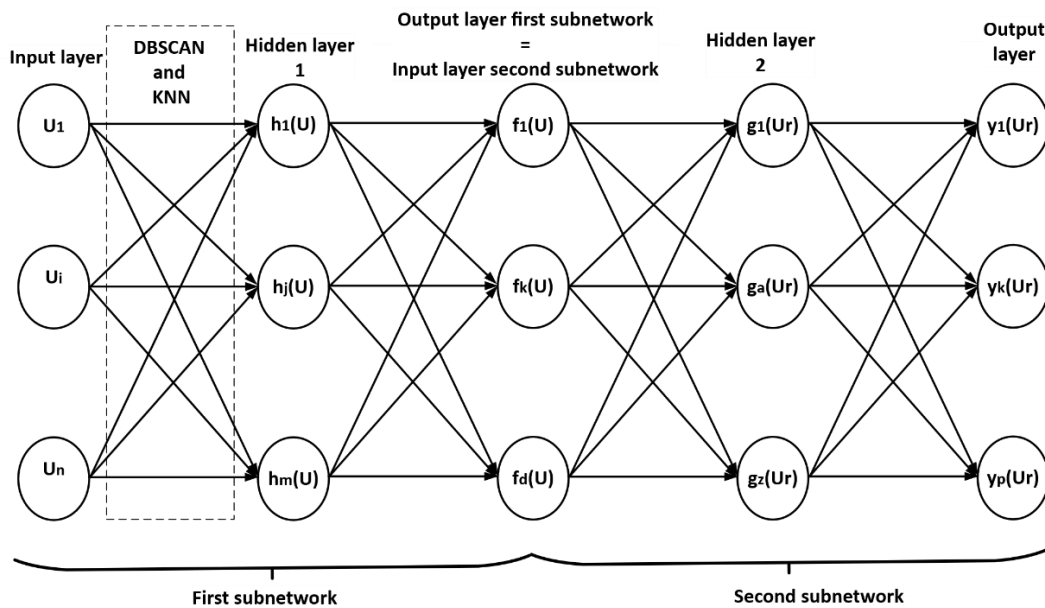 Input layer
DBSCAN
and
KNN
Hidden layer
1
Output layer first subnetwork
=
Input layer second subnetwork
Hidden layer
2
Output
layer
U1
h1(U)
f1(U)
g1(Ur)
y1(Ur)
Ui
hj(U)
fk(U)
ga(Ur)
yk(Ur)
Un
hm(U)
fd(U)
gz(Ur)
yp(Ur)
First subnetwork
Second subnetwork